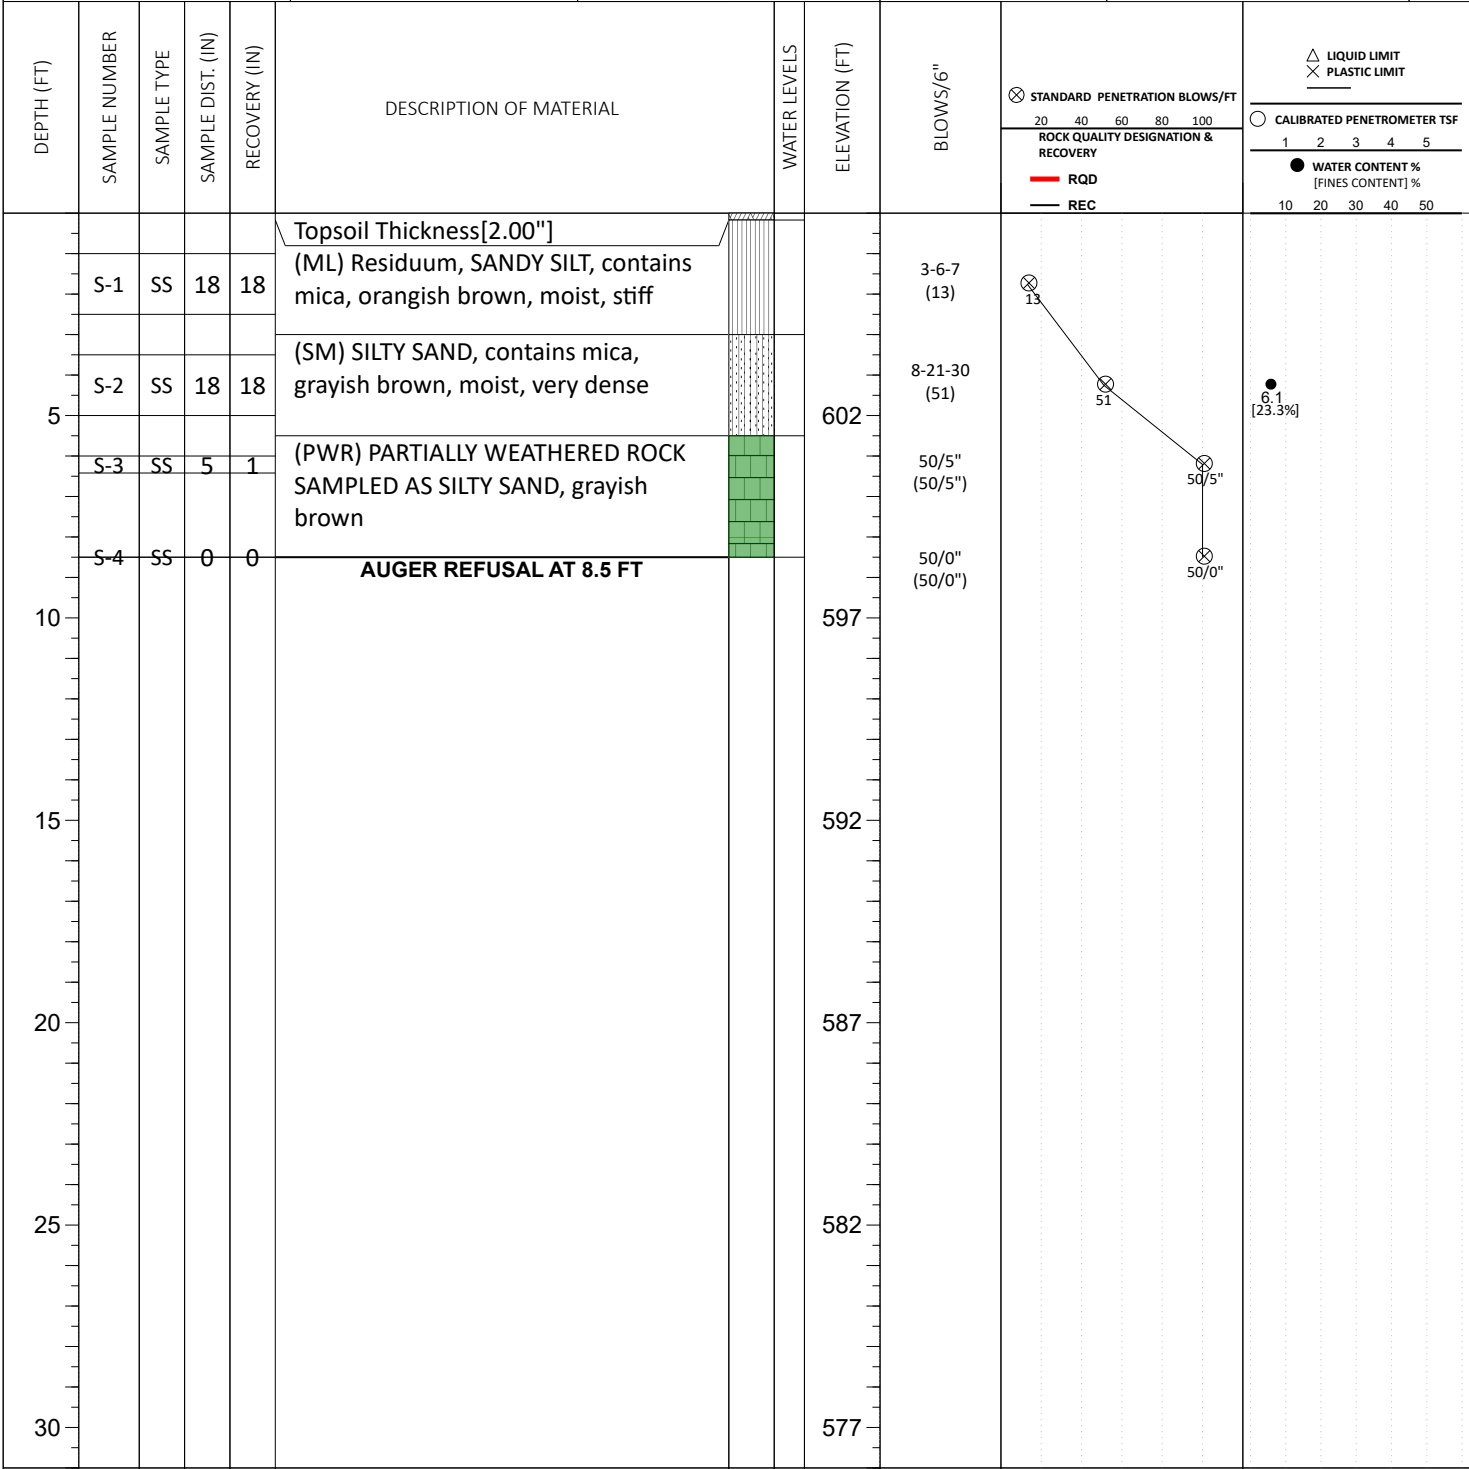 DEPTH (FT)
SAMPLE NUMBER
SAMPLE TYPE
SAMPLE DIST. (IN)
RECOVERY (IN)
DESCRIPTION OF MATERIAL
WATER LEVELS
ELEVATION (FT)
BLOWS/6"
STANDARD PENETRATION BLOWS/FT
20 40 60 80 100
ROCK QUALITY DESIGNATION &
RECOVERY
RQD
REC
LIQUID LIMIT
PLASTIC LIMIT
CALIBRATED PENETROMETER TSF
1 2 3 4 5
WATER CONTENT %
[FINES CONTENT] %
10 20 30 40 50
Topsoil Thickness[2.00"]
S-1 SS 18 18
(ML) Residuum, SANDY SILT, contains
mica, orangish brown, moist, stiff
3-6-7
(13)
13
S-2 SS 18 18
(SM) SILTY SAND, contains mica,
grayish brown, moist, very dense
8-21-30
(51)
51
6.1
[23.3%]
5
602
S-3 SS 5 1
(PWR) PARTIALLY WEATHERED ROCK
SAMPLED AS SILTY SAND, grayish
brown
50/5"
(50/5")
50/5"
S-4 SS 0 0
AUGER REFUSAL AT 8.5 FT
50/0"
(50/0")
50/0"
10
597
15
592
20
587
25
582
30
577